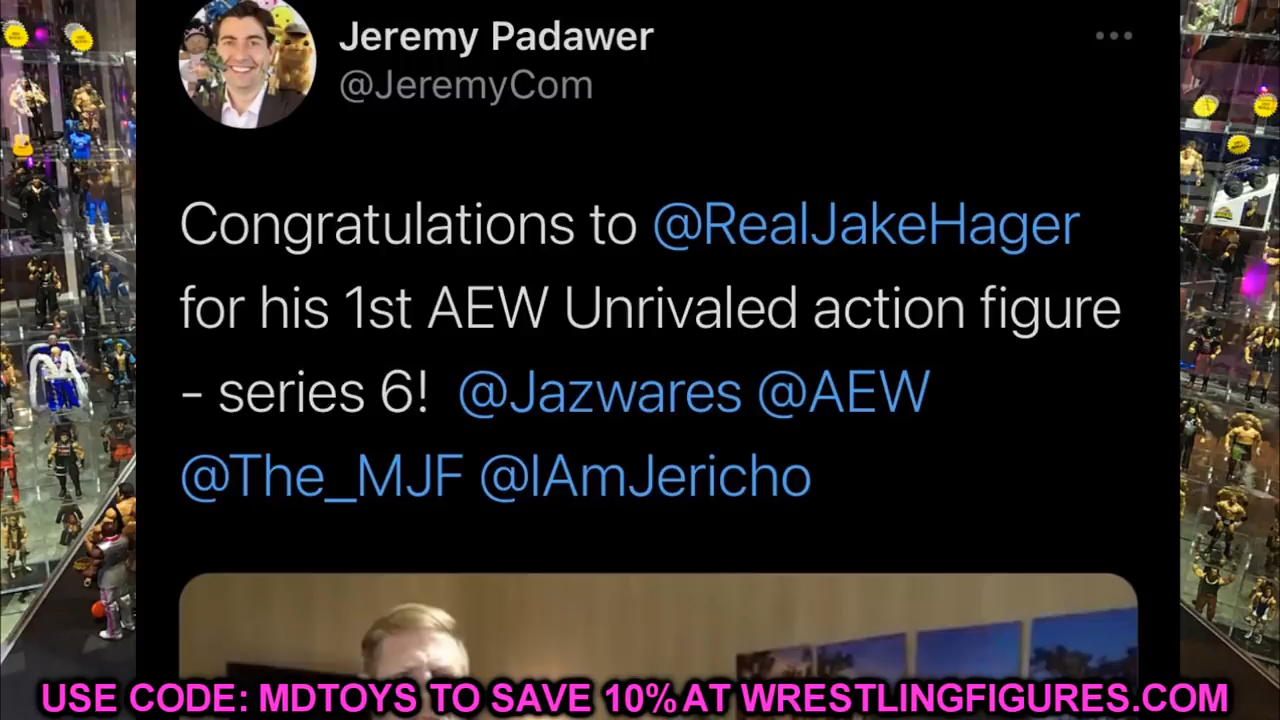 Jeremy Padawer
@JeremyCom
Congratulations to @RealJakeHager
for his 1st AEW Unrivaled action figure
- series 6! @Jazwares @AEW
@The_MJF @IAmJericho
USE CODE: MDTOYS TO SAVE 10% AT WRESTLINGFIGURES.COM